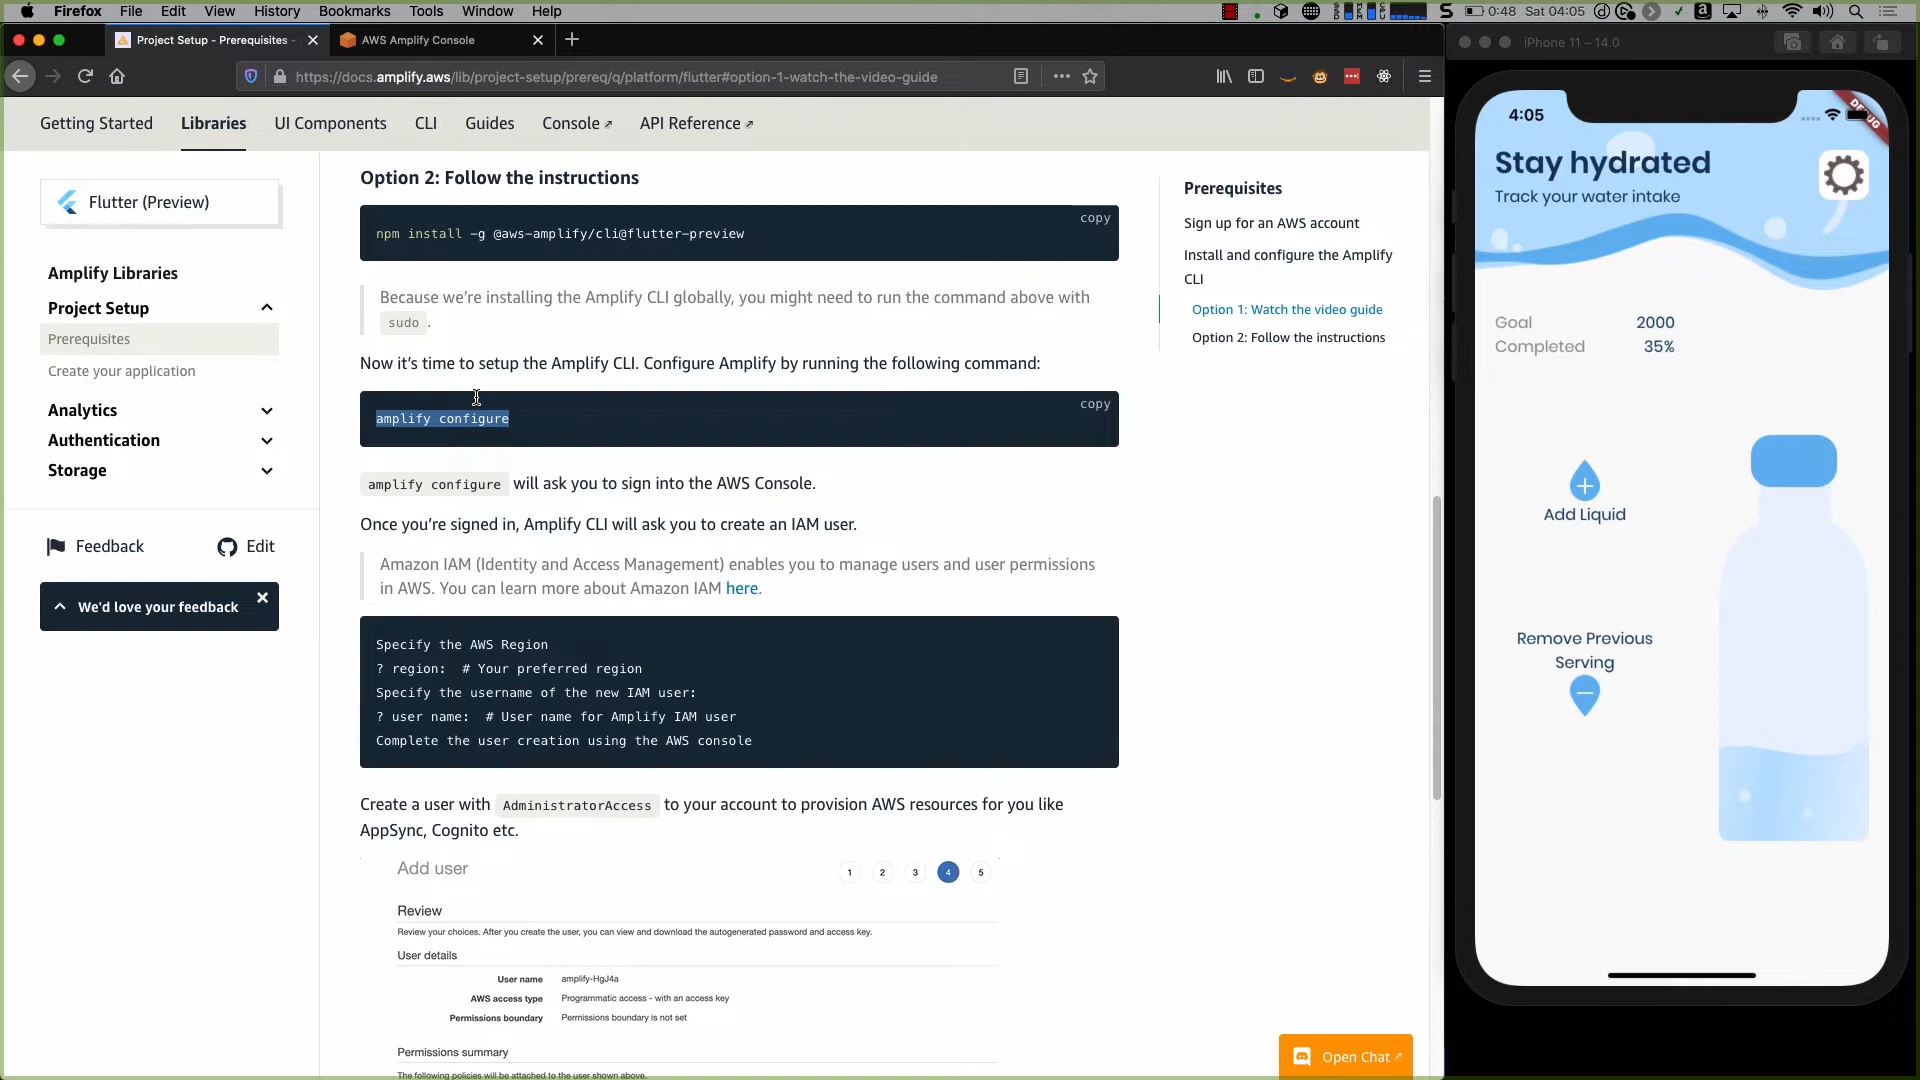 Firefox File Edit View History Bookmarks Tools Window Help
0:48 Sat 04:05
Project Setup - Prerequisites -
AWS Amplify Console
https://docs.amplify.aws/lib/project-setup/prereq/q/platform/flutter#option-1-watch-the-video-guide
Getting Started Libraries UI Components CLI Guides Console API Reference
Flutter (Preview)
Amplify Libraries
Project Setup
Prerequisites
Create your application
Analytics
Authentication
Storage
Feedback
Edit
We'd love your feedback
Option 2: Follow the instructions
copy
npm install -g @aws-amplify/cli@flutter-preview
Because we're installing the Amplify CLI globally, you might need to run the command above with
sudo .
Now it's time to setup the Amplify CLI. Configure Amplify by running the following command:
copy
amplify configure
amplify configure will ask you to sign into the AWS Console.
Once you're signed in, Amplify CLI will ask you to create an IAM user.
Amazon IAM (Identity and Access Management) enables you to manage users and user permissions
in AWS. You can learn more about Amazon IAM here.
Specify the AWS Region
? region: # Your preferred region
Specify the username of the new IAM user:
? user name: # User name for Amplify IAM user
Complete the user creation using the AWS console
Create a user with AdministratorAccess to your account to provision AWS resources for you like
AppSync, Cognito etc.
Add user
1 2 3 4 5
Review
Review your choices. After you create the user, you can view and download the autogenerated password and access key.
User details
User name amplify-HgJ4a
AWS access type Programmatic access - with an access key
Permissions boundary Permissions boundary is not set
Permissions summary
The following policies will be attached to the user shown above.
Prerequisites
Sign up for an AWS account
Install and configure the Amplify
CLI
Option 1: Watch the video guide
Option 2: Follow the instructions
Open Chat
iPhone 11 – 14.0
4:05
DEBUG
Stay hydrated
Track your water intake
Goal 2000
Completed 35%
Add Liquid
Remove Previous
Serving